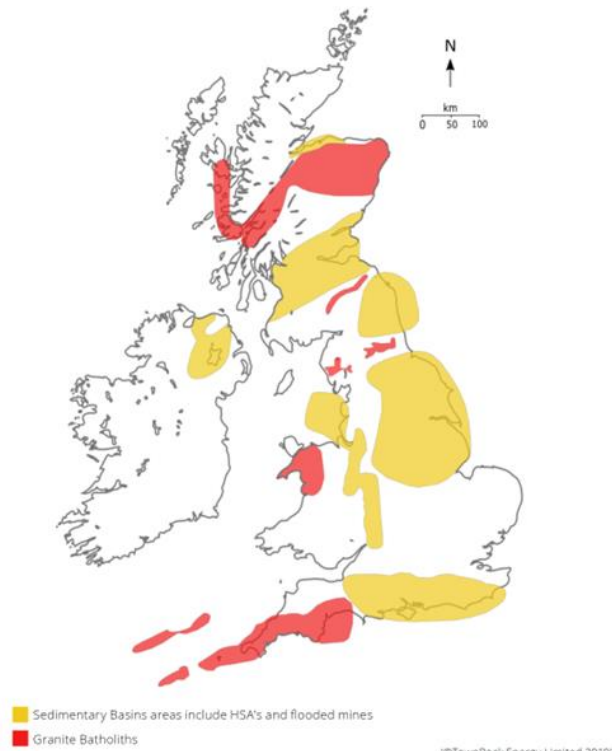 N
km
0 50 100
Sedimentary Basins areas include HSA's and flooded mines
Granite Batholiths